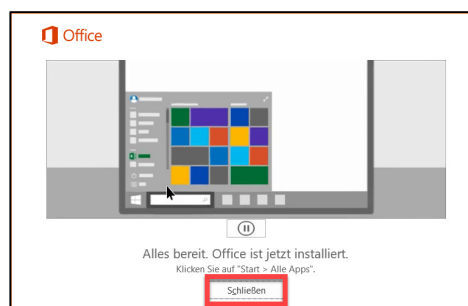 Office
Alles bereit. Office ist jetzt installiert.
Klicken Sie auf "Start > Alle Apps".
Schließen